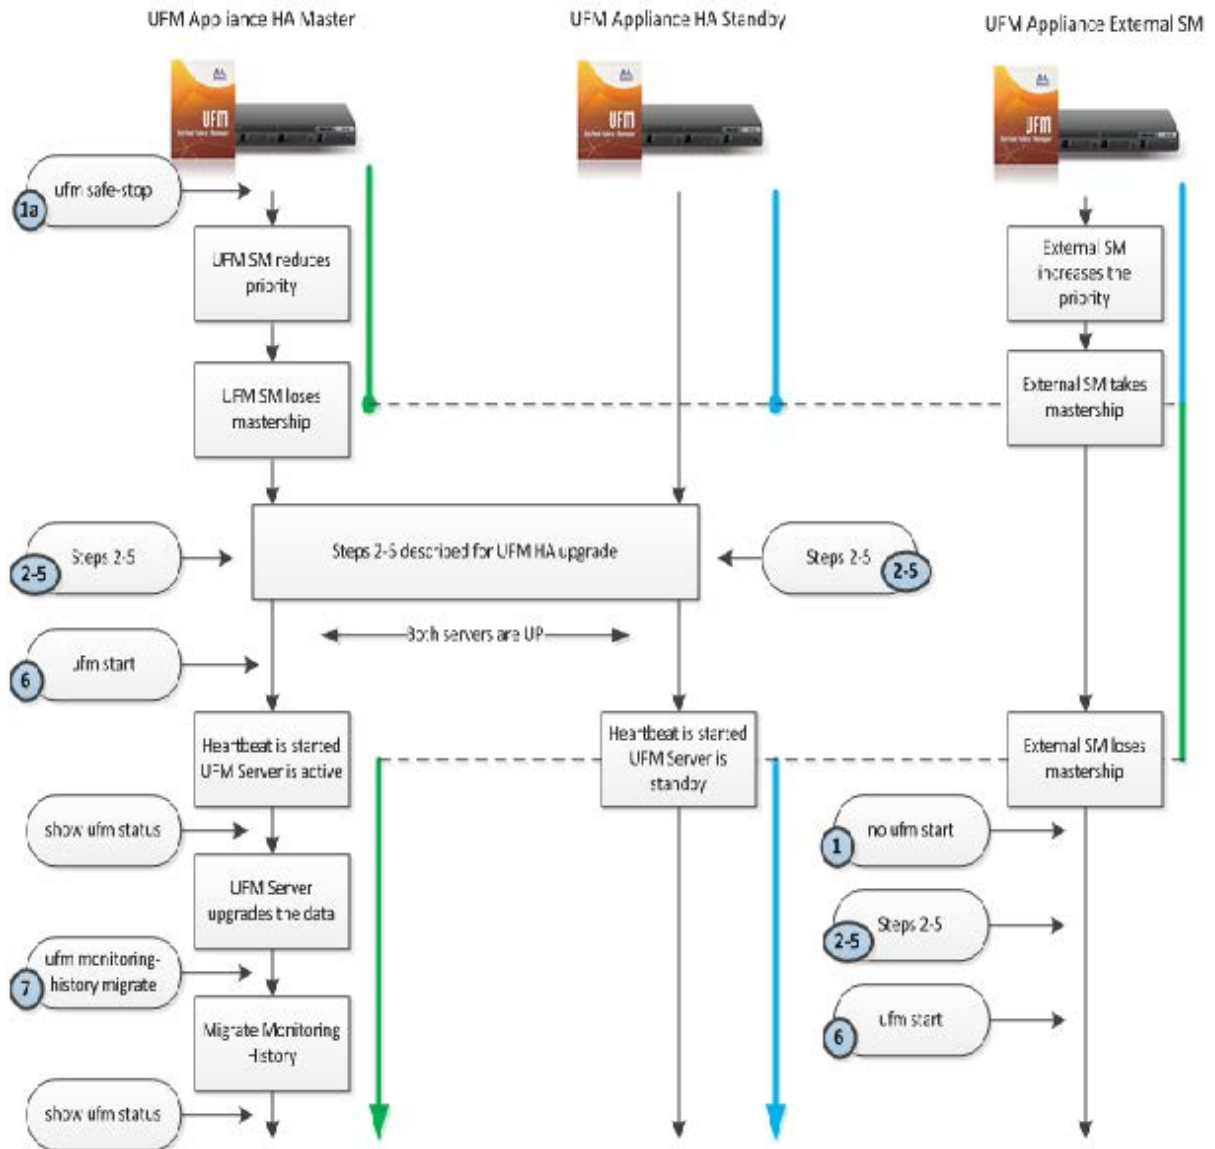 UFM Appliance HA Master
UFM Appliance HA Standby
UFM Appliance External SM
UFM
UFM
UFM
ufm safe-stop
1a
UFM SM reduces
priority
External SM
increases the
priority
UFM SM loses
mastership
External SM takes
mastership
Steps 2-5
2-5
Steps 2-5 described for UFM HA upgrade
Steps 2-5
2-5
Both servers are UP
ufm start
6
Heartbeat is started
UFM Server is active
Heartbeat is started
UFM Server is
standby
External SM loses
mastership
show ufm status
no ufm start
1
UFM Server
upgrades the data
Steps 2-5
2-5
ufm monitoring-
history migrate
7
Migrate Monitoring
History
ufm start
6
show ufm status